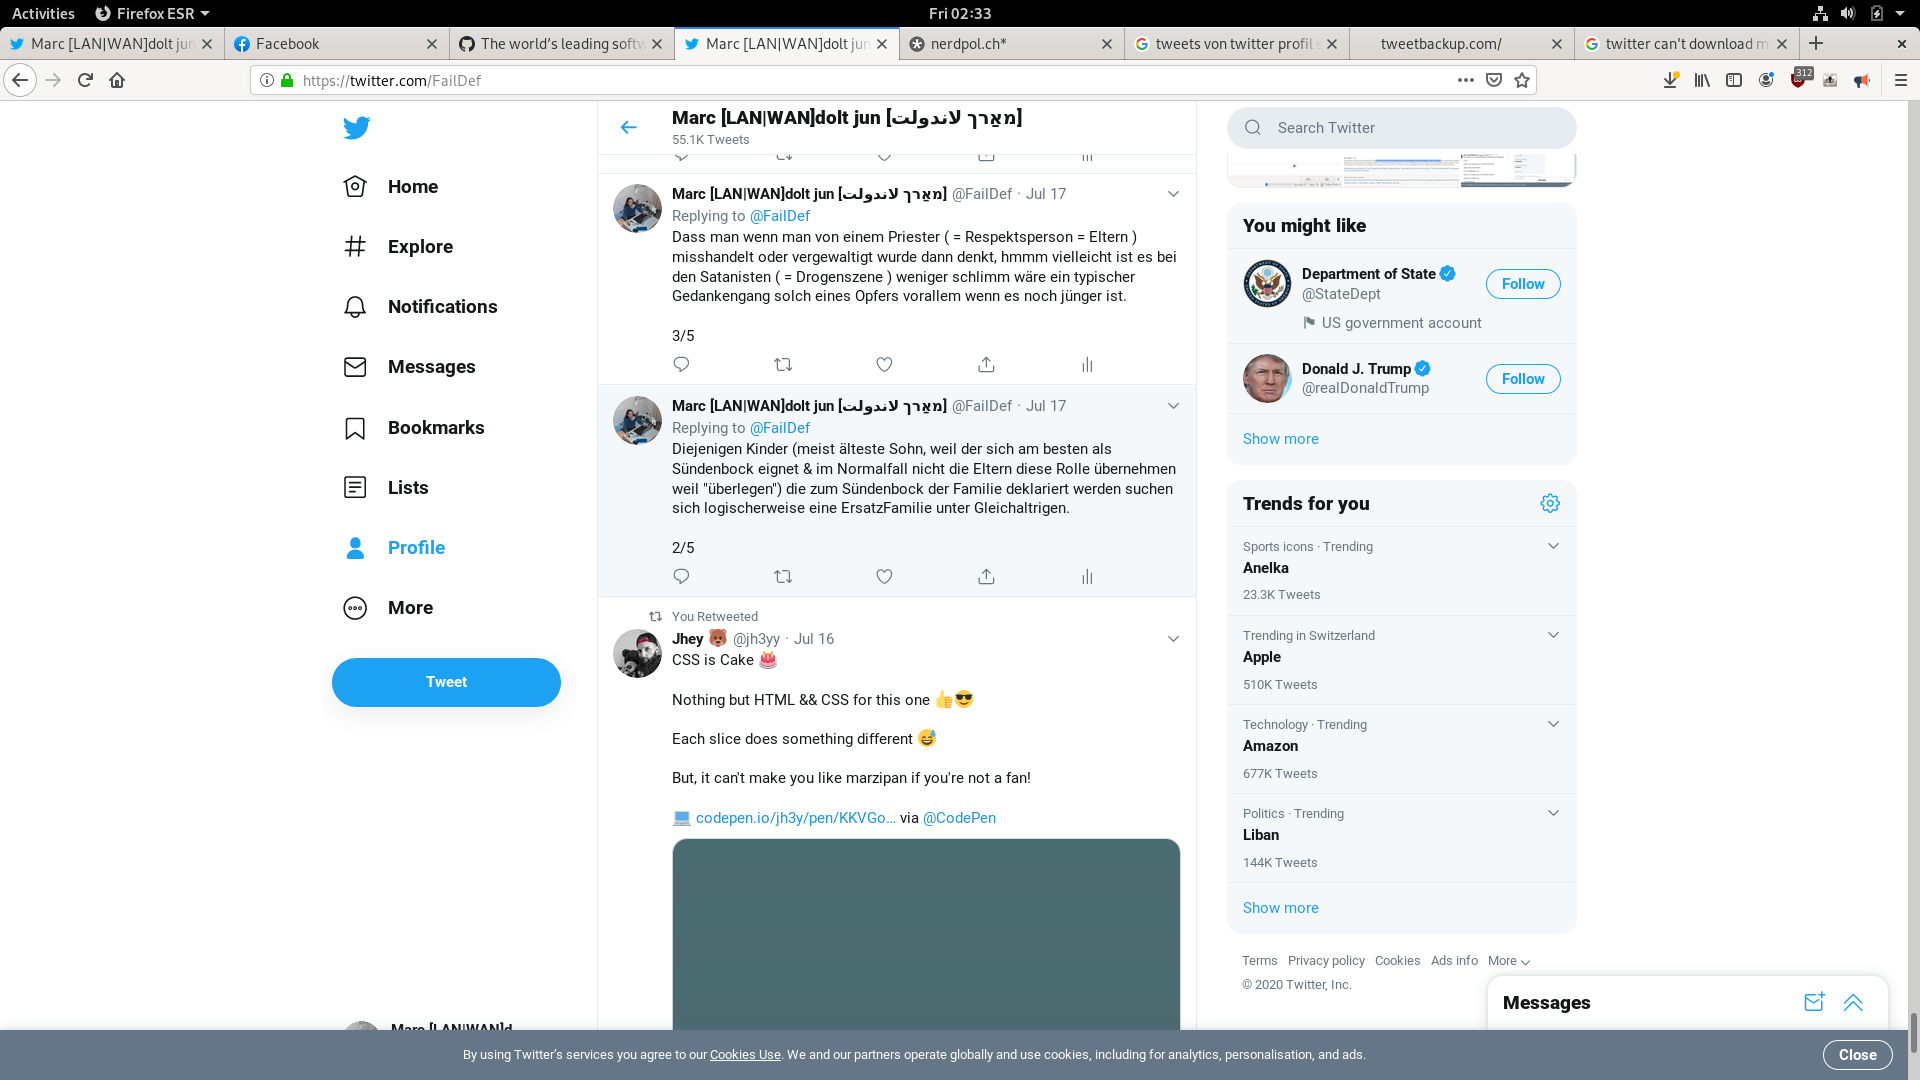 Activities
Firefox ESR
Fri 02:33
Marc [LAN|WAN]dolt jun
Facebook
The world's leading softw
Marc [LAN|WAN]dolt jun
nerdpol.ch*
tweets von twitter profil s
tweetbackup.com/
twitter can't download m
https://twitter.com/FailDef
312
Home
Explore
Notifications
Messages
Bookmarks
Lists
Profile
More
Tweet
Marc [LAN|WAN]d
Marc [LAN|WAN]dolt jun [מאַרך لاندولت]
55.1K Tweets
Marc [LAN|WAN]dolt jun [מאַרך لاندولت] @FailDef · Jul 17
Replying to @FailDef
Dass man wenn man von einem Priester ( = Respektsperson = Eltern )
misshandelt oder vergewaltigt wurde dann denkt, hmmm vielleicht ist es bei
den Satanisten ( = Drogenszene ) weniger schlimm wäre ein typischer
Gedankengang solch eines Opfers vorallem wenn es noch jünger ist.
3/5
Marc [LAN|WAN]dolt jun [מאַרך لاندولت] @FailDef · Jul 17
Replying to @FailDef
Diejenigen Kinder (meist älteste Sohn, weil der sich am besten als
Sündenbock eignet & im Normalfall nicht die Eltern diese Rolle übernehmen
weil "überlegen") die zum Sündenbock der Familie deklariert werden suchen
sich logischerweise eine ErsatzFamilie unter Gleichaltrigen.
2/5
You Retweeted
Jhey 🐻 @jh3yy · Jul 16
CSS is Cake 🎂
Nothing but HTML && CSS for this one 👍😎
Each slice does something different 😅
But, it can't make you like marzipan if you're not a fan!
💻 codepen.io/jh3y/pen/KKVGo… via @CodePen
Search Twitter
You might like
Department of State
@StateDept
Follow
US government account
Donald J. Trump
@realDonaldTrump
Follow
Show more
Trends for you
Sports icons · Trending
Anelka
23.3K Tweets
Trending in Switzerland
Apple
510K Tweets
Technology · Trending
Amazon
677K Tweets
Politics · Trending
Liban
144K Tweets
Show more
Terms Privacy policy Cookies Ads info More
© 2020 Twitter, Inc.
Messages
By using Twitter's services you agree to our Cookies Use. We and our partners operate globally and use cookies, including for analytics, personalisation, and ads.
Close